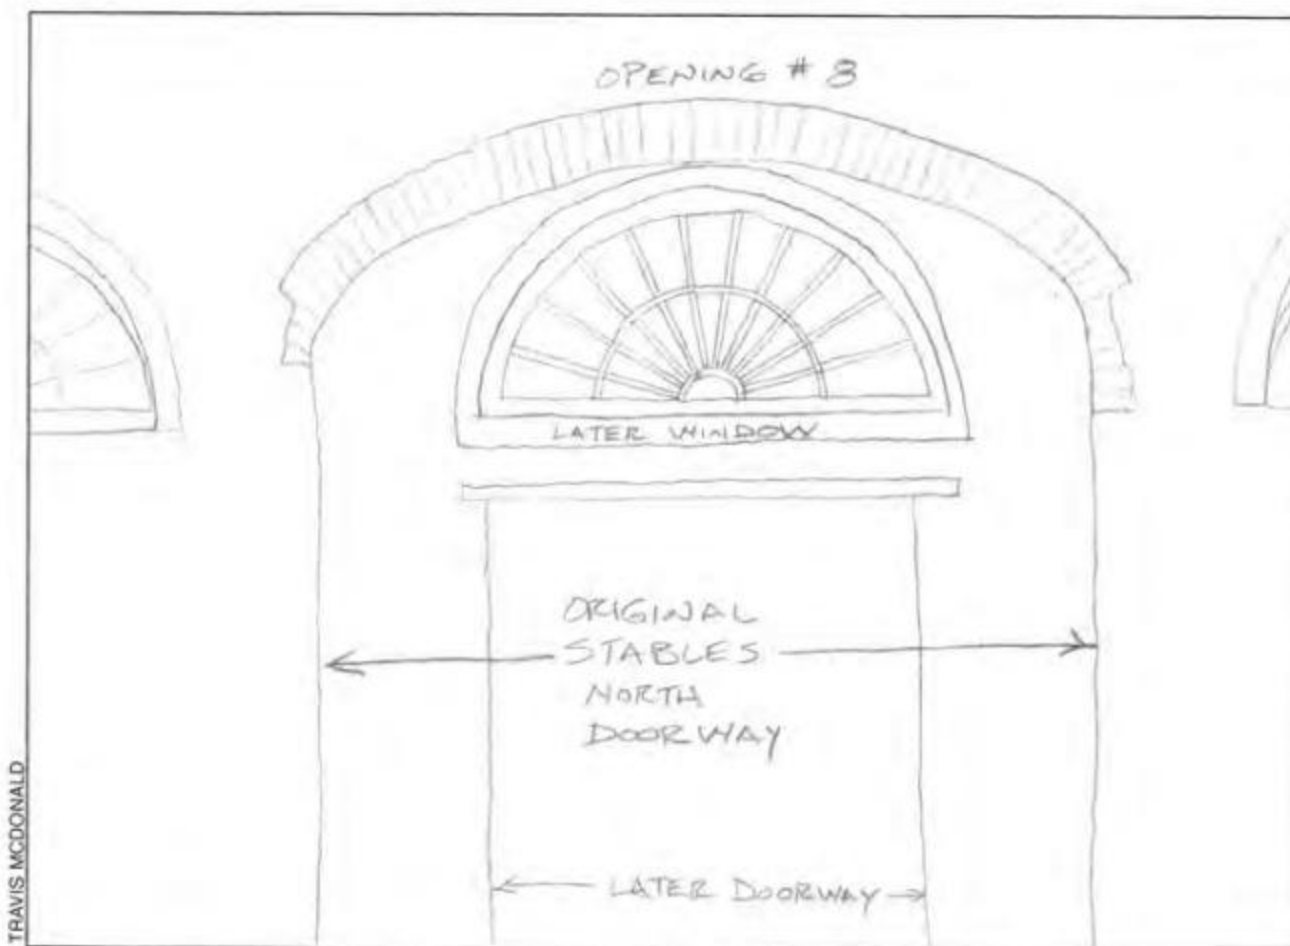 OPENING # 8
LATER WINDOW
ORIGINAL
STABLES
NORTH
DOORWAY
LATER DOORWAY
TRAVIS MCDONALD